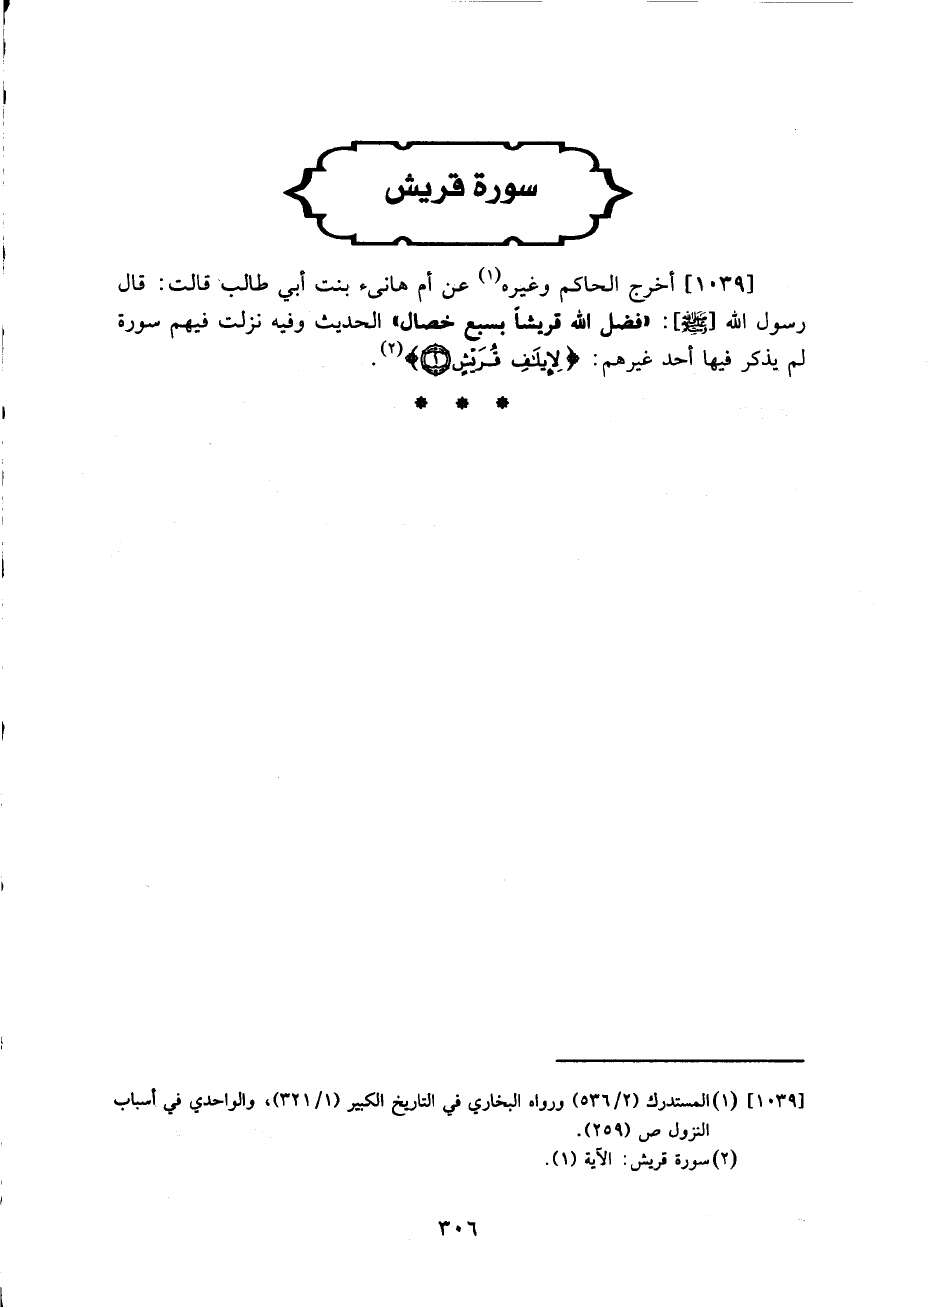 سورة قريش
[١٠٣٩] أخرج الحاكم وغيره(١) عن أم هانىء بنت أبي طالب قالت: قال
رسول الله [ﷺ]: «فضل الله قريشاً بسبع خصال» الحديث وفيه نزلت فيهم سورة
لم يذكر فيها أحد غيرهم: ﴿لِإِيلَٰفِ قُرَيْشٍ ١﴾(٢).
* * *
[١٠٣٩] (١) المستدرك (٥٣٦/٢) ورواه البخاري في التاريخ الكبير (٣٢١/١)، والواحدي في أسباب
النزول ص (٢٥٩).
(٢) سورة قريش: الآية (١).
٣٠٦